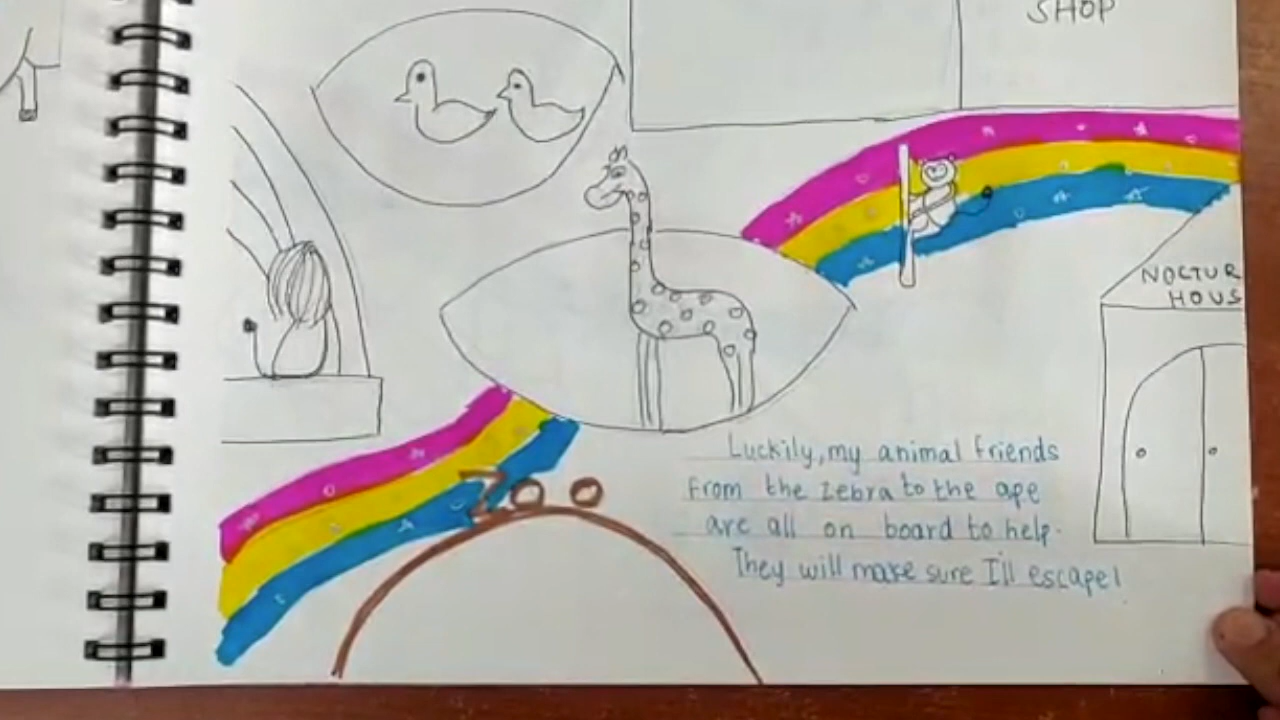 SHOP
NOCTUR
HOUS
ZOO
Luckily, my animal friends
From the zebra to the ape
are all on board to help.
They will make sure I'll escape!